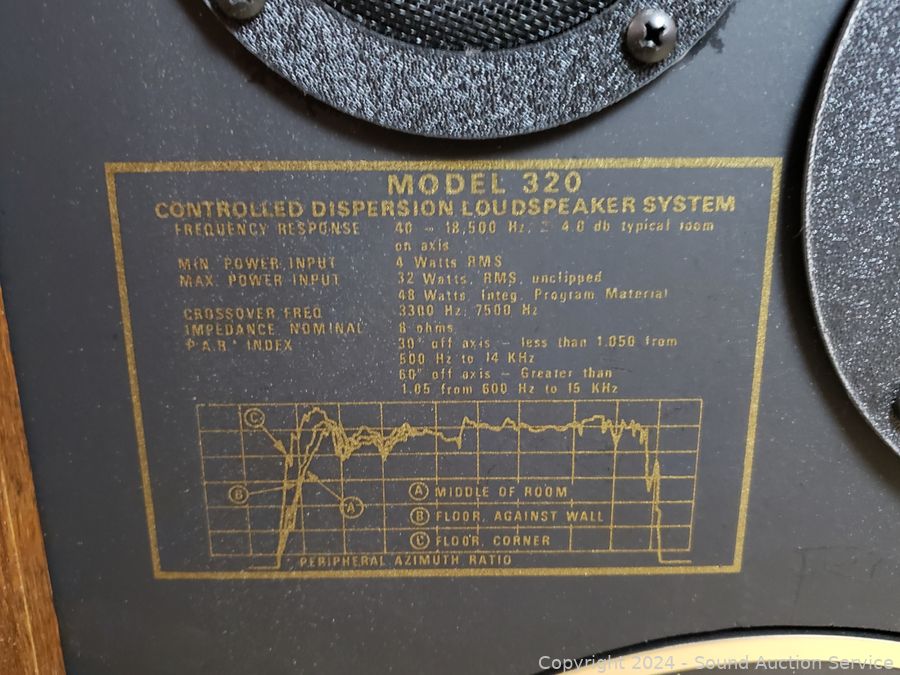 MODEL 320
CONTROLLED DISPERSION LOUDSPEAKER SYSTEM
FREQUENCY RESPONSE 40 – 18,500 Hz, ± 4.0 db typical room
on axis
MIN. POWER INPUT 4 Watts RMS
MAX. POWER INPUT 32 Watts, RMS, unclipped
48 Watts, Integ. Program Material
CROSSOVER FREQ 3300 Hz; 7500 Hz
IMPEDANCE, NOMINAL 8 ohms
P.A.R.* INDEX 30° off axis – less than 1.050 from
600 Hz to 14 KHz
60° off axis – Greater than
1.05 from 600 Hz to 15 KHz
C
B
A
A MIDDLE OF ROOM
B FLOOR, AGAINST WALL
C FLOOR, CORNER
PERIPHERAL AZIMUTH RATIO
Copyright © 2024 - Sound Auction Service